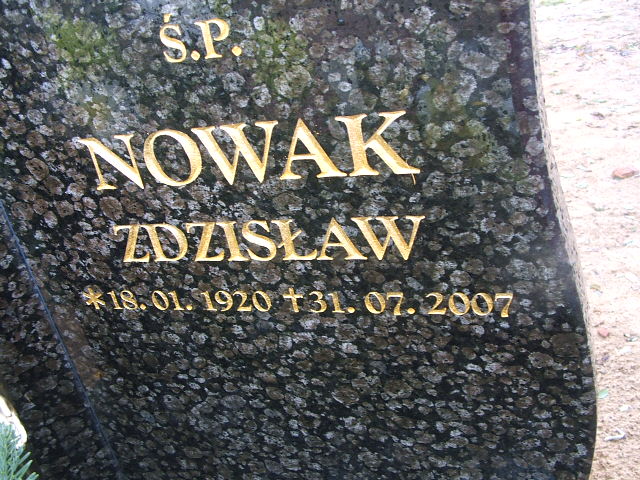 Ś.P.
NOWAK
ZDZISŁAW
*18.01.1920 †31.07.2007